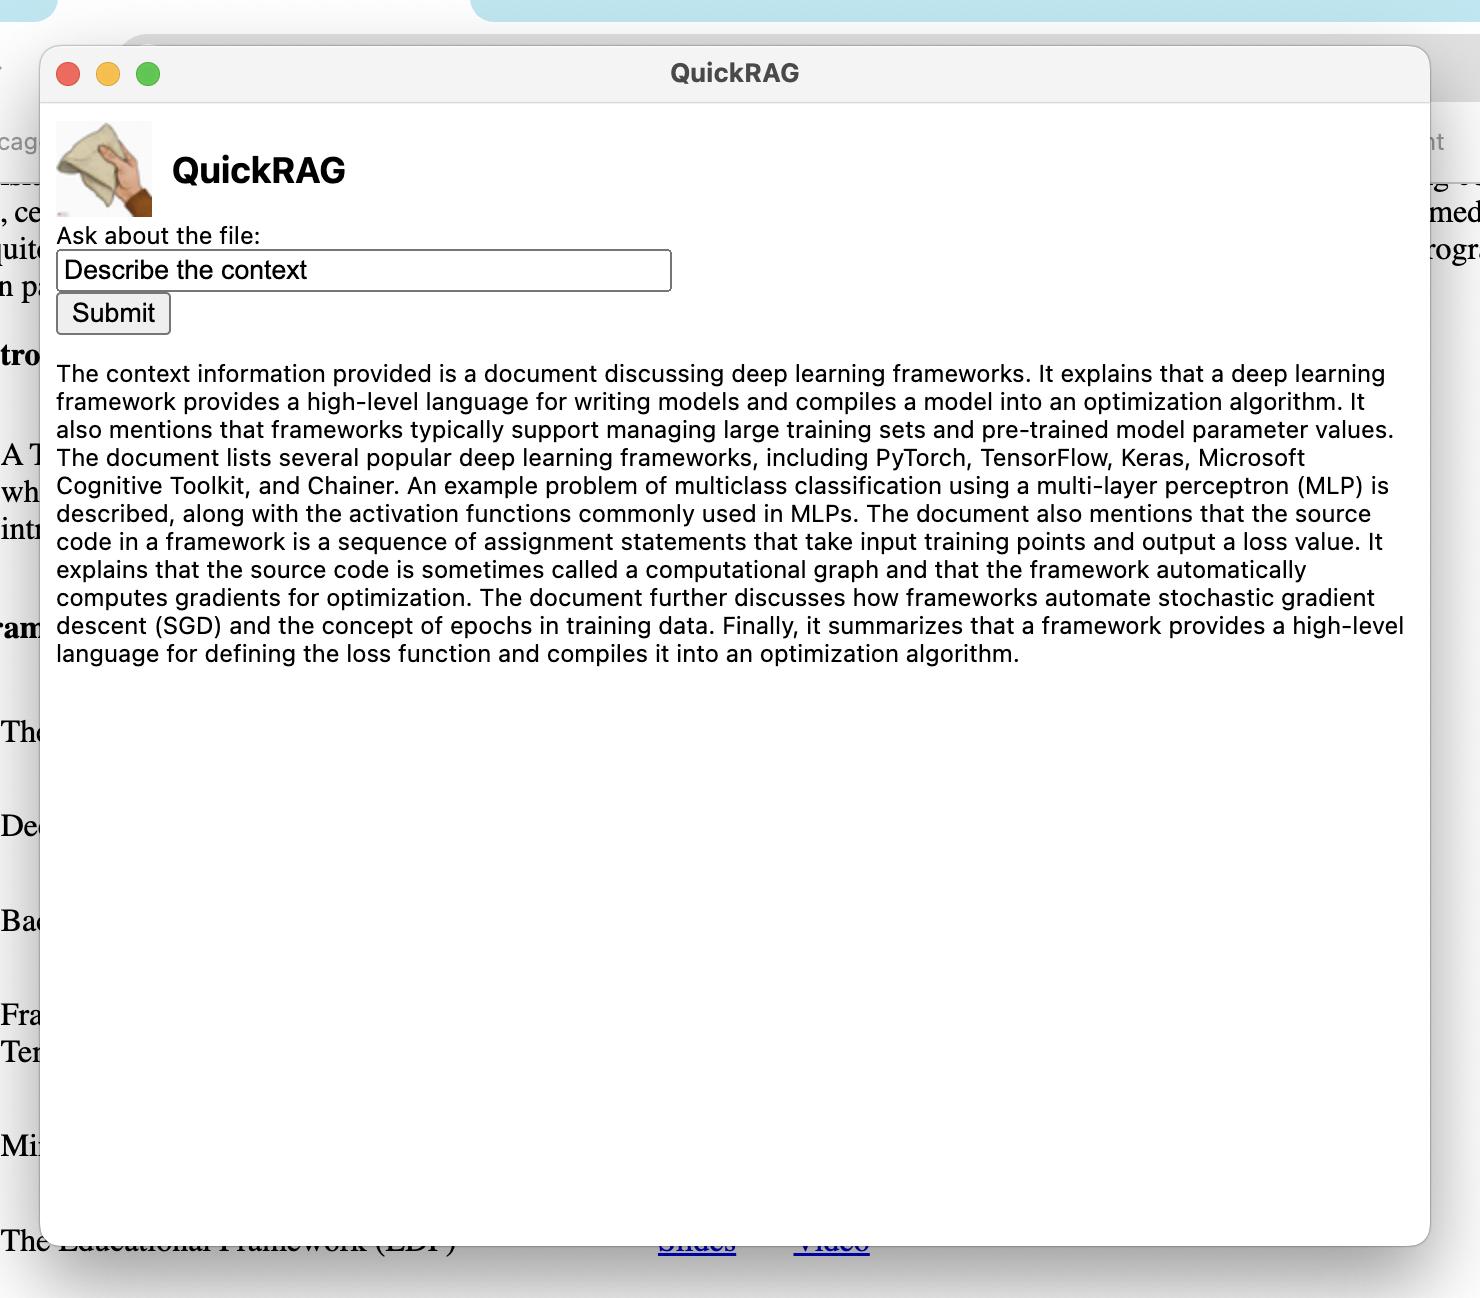 QuickRAG
QuickRAG
Ask about the file:
Describe the context
Submit
The context information provided is a document discussing deep learning frameworks. It explains that a deep learning
framework provides a high-level language for writing models and compiles a model into an optimization algorithm. It
also mentions that frameworks typically support managing large training sets and pre-trained model parameter values.
The document lists several popular deep learning frameworks, including PyTorch, TensorFlow, Keras, Microsoft
Cognitive Toolkit, and Chainer. An example problem of multiclass classification using a multi-layer perceptron (MLP) is
described, along with the activation functions commonly used in MLPs. The document also mentions that the source
code in a framework is a sequence of assignment statements that take input training points and output a loss value. It
explains that the source code is sometimes called a computational graph and that the framework automatically
computes gradients for optimization. The document further discusses how frameworks automate stochastic gradient
descent (SGD) and the concept of epochs in training data. Finally, it summarizes that a framework provides a high-level
language for defining the loss function and compiles it into an optimization algorithm.
The Educational Framework (EDF) Slides Video